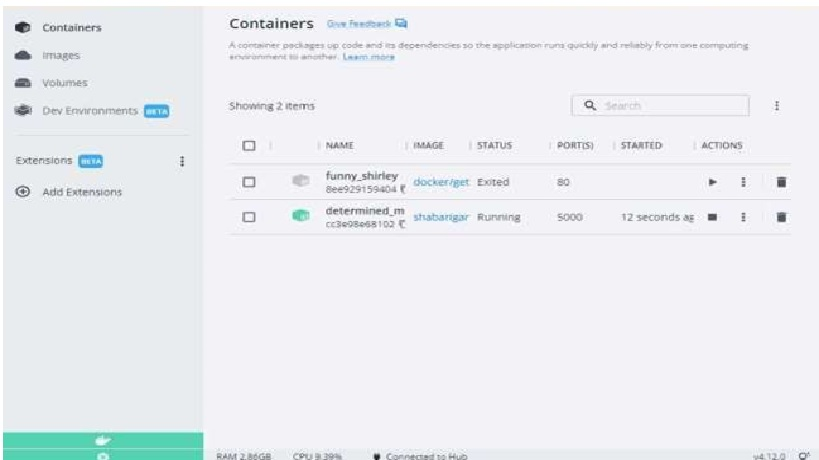 Containers
Images
Volumes
Dev Environments BETA
Extensions BETA
Add Extensions
Containers Give Feedback
A container packages up code and its dependencies so the application runs quickly and reliably from one computing
environment to another. Learn more
Showing 2 items
Search
NAME IMAGE STATUS PORT(S) STARTED ACTIONS
funny_shirley docker/get Exited 80
8ee929159404
determined_m shabangar Running 5000 12 seconds ag
cc3e98e68102
RAM 2.86GB CPU 9.39% Connected to Hub v4.12.0